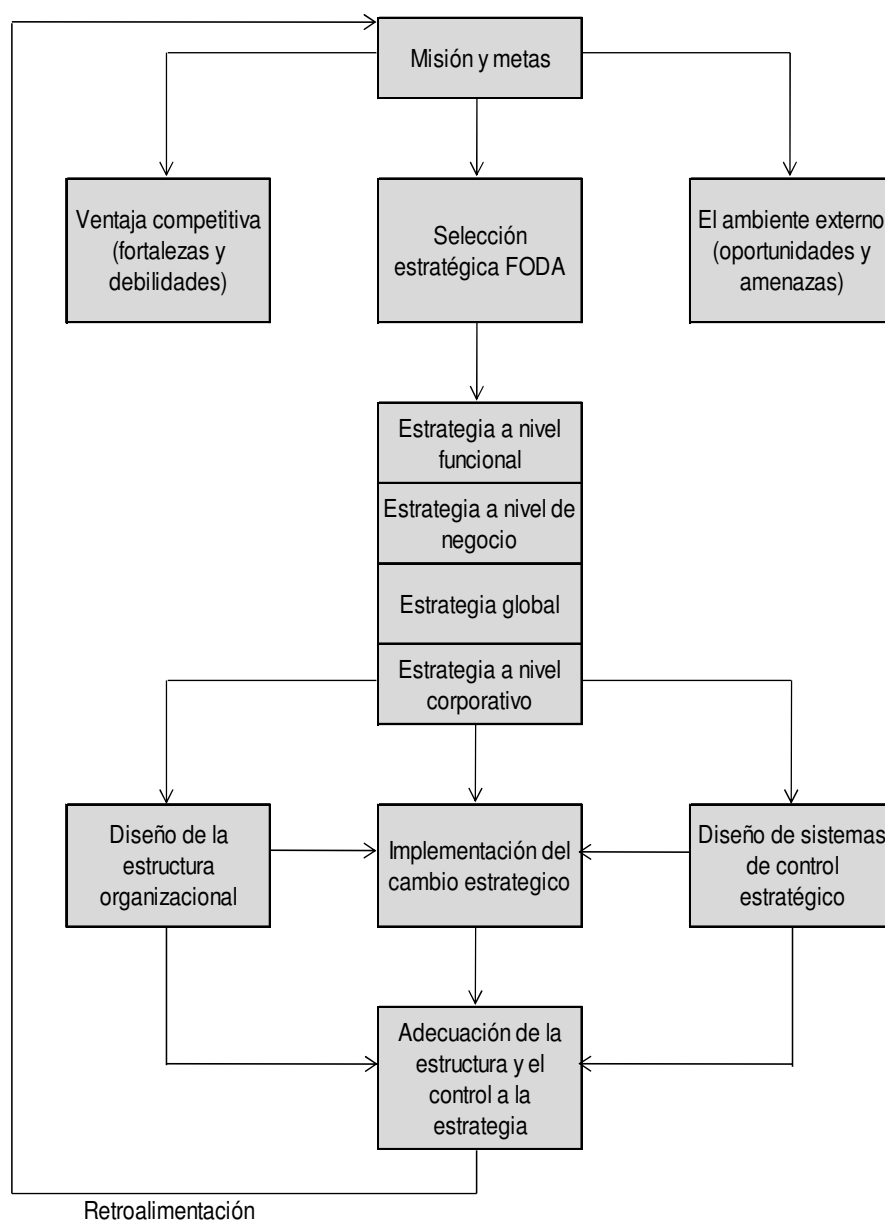 Misión y metas
Ventaja competitiva
(fortalezas y
debilidades)
Selección
estratégica FODA
El ambiente externo
(oportunidades y
amenazas)
Estrategia a nivel
funcional
Estrategia a nivel de
negocio
Estrategia global
Estrategia a nivel
corporativo
Diseño de la
estructura
organizacional
Implementación del
cambio estrategico
Diseño de sistemas
de control
estratégico
Adecuación de la
estructura y el
control a la
estrategia
Retroalimentación